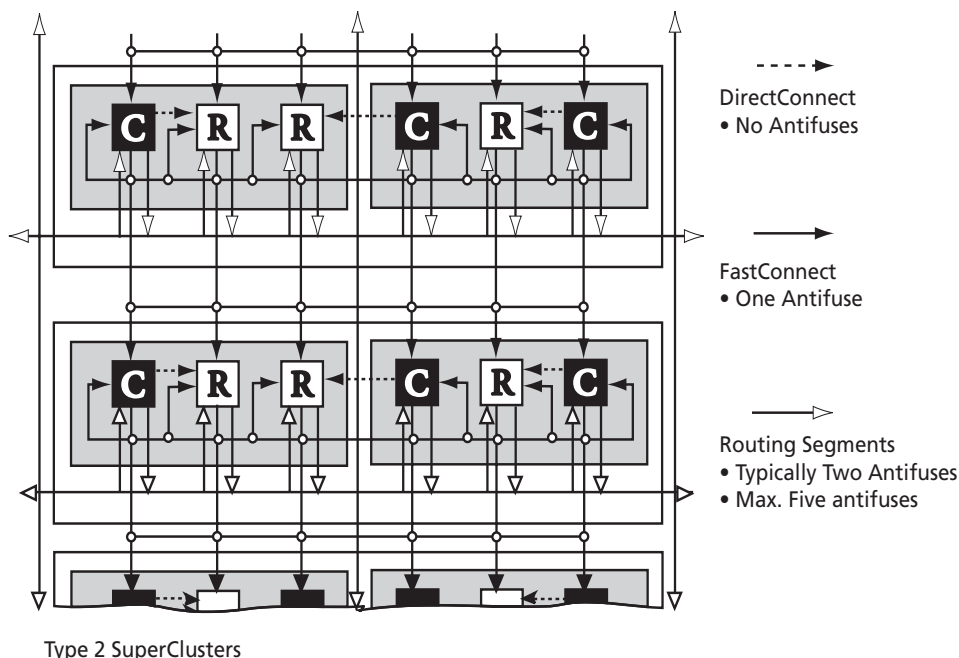 C R R C R C
DirectConnect
• No Antifuses
FastConnect
• One Antifuse
C R R C R C
Routing Segments
• Typically Two Antifuses
• Max. Five antifuses
Type 2 SuperClusters